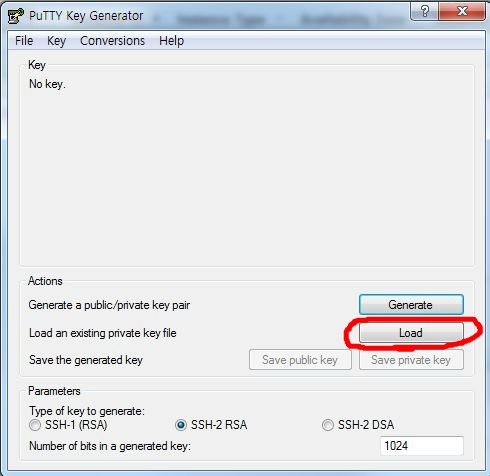 PuTTY Key Generator
File Key Conversions Help
Key
No key.
Actions
Generate a public/private key pair
Generate
Load an existing private key file
Load
Save the generated key
Save public key
Save private key
Parameters
Type of key to generate:
SSH-1 (RSA)
SSH-2 RSA
SSH-2 DSA
Number of bits in a generated key:
1024